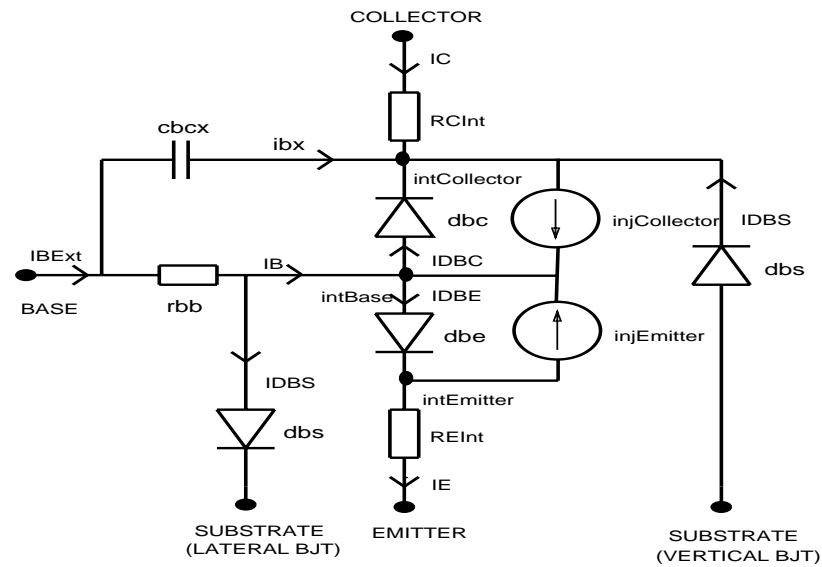 COLLECTOR
IC
RCInt
cbcx
ibx
intCollector
dbc
injCollector
IDBS
IBExt
IB
IDBC
dbs
BASE
rbb
intBase
IDBE
dbe
injEmitter
IDBS
intEmitter
dbs
REInt
IE
SUBSTRATE
(LATERAL BJT)
EMITTER
SUBSTRATE
(VERTICAL BJT)